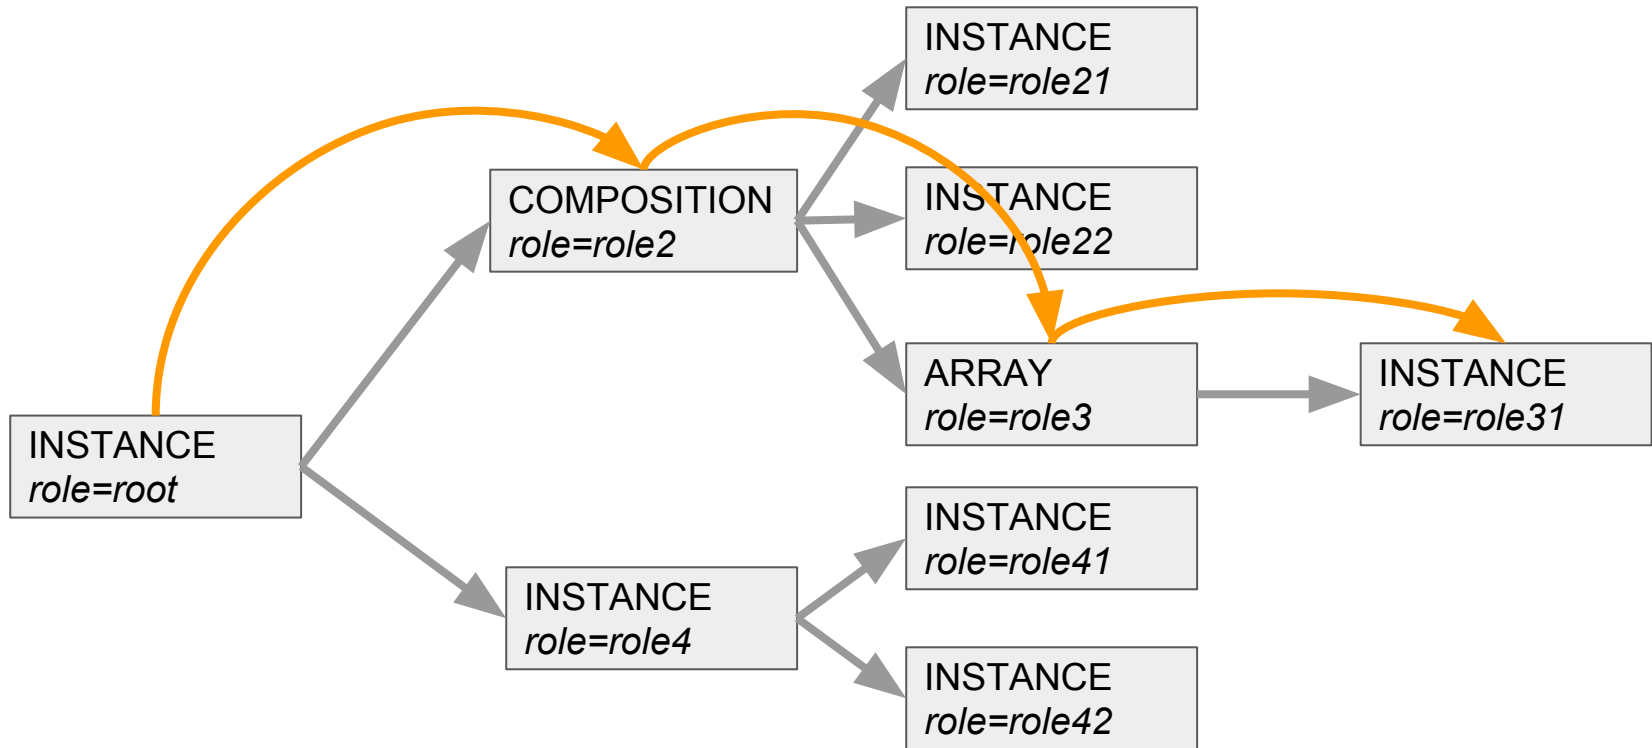 INSTANCE
role=role21
COMPOSITION
role=role2
INSTANCE
role=role22
ARRAY
role=role3
INSTANCE
role=role31
INSTANCE
role=root
INSTANCE
role=role41
INSTANCE
role=role4
INSTANCE
role=role42